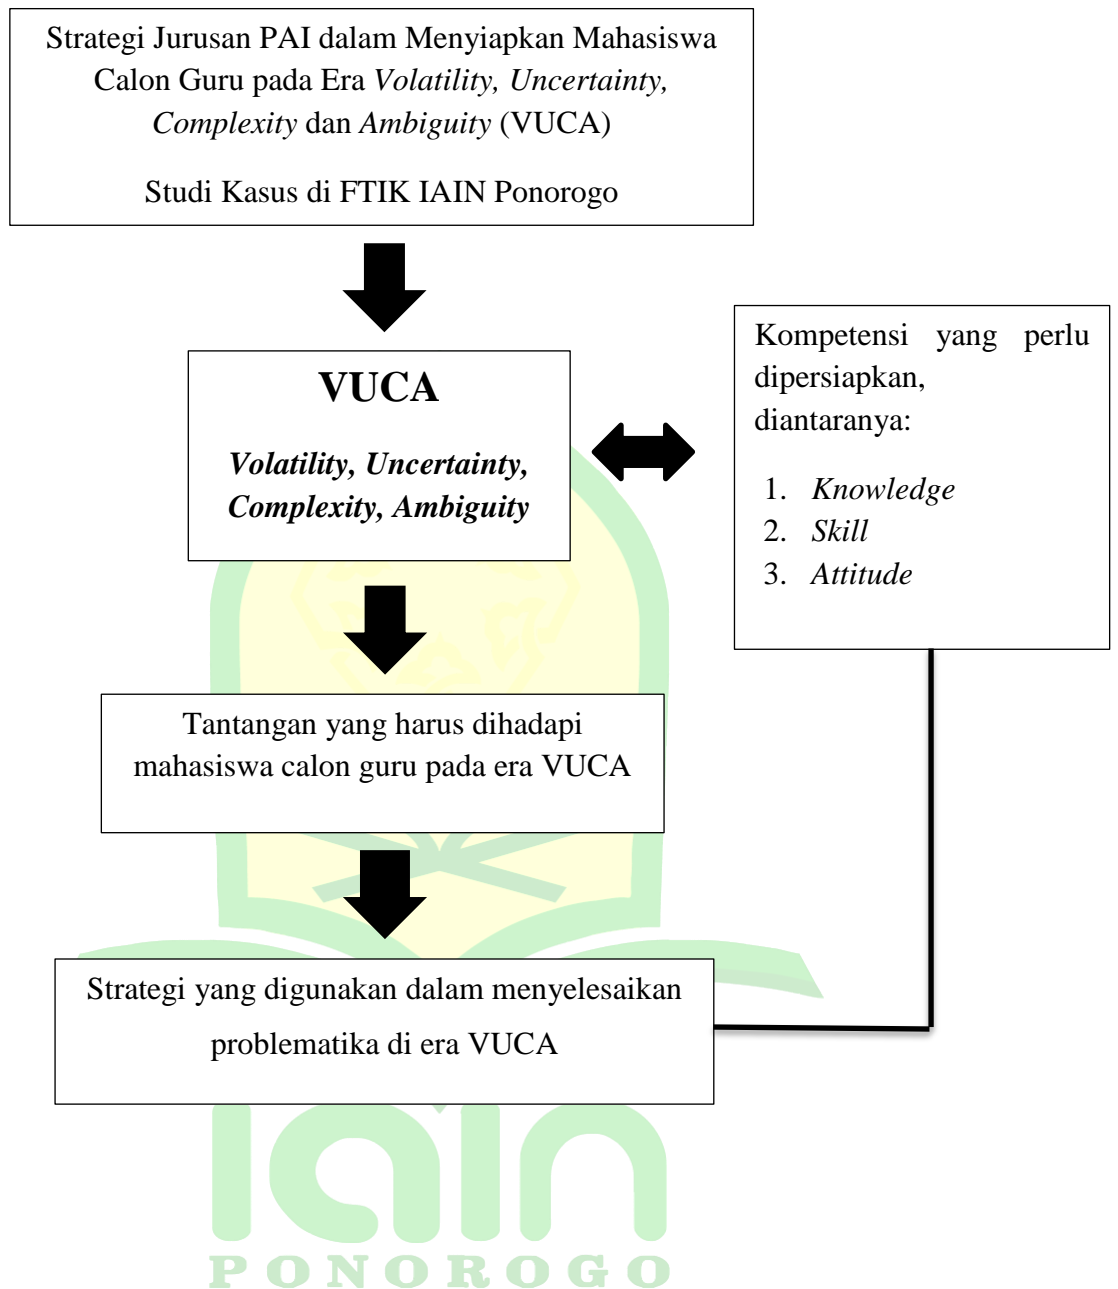 Strategi Jurusan PAI dalam Menyiapkan Mahasiswa
Calon Guru pada Era Volatility, Uncertainty,
Complexity dan Ambiguity (VUCA)
Studi Kasus di FTIK IAIN Ponorogo
VUCA
Volatility, Uncertainty,
Complexity, Ambiguity
Kompetensi yang perlu
dipersiapkan,
diantaranya:
1. Knowledge
2. Skill
3. Attitude
Tantangan yang harus dihadapi
mahasiswa calon guru pada era VUCA
Strategi yang digunakan dalam menyelesaikan
problematika di era VUCA
iain
PONOROGO